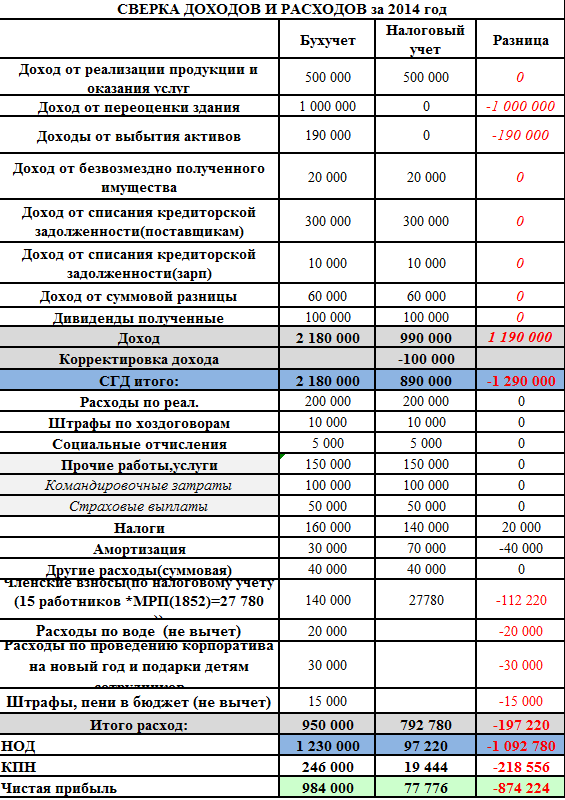 СВЕРКА ДОХОДОВ И РАСХОДОВ за 2014 год
Бухучет Налоговый учет Разница
Доход от реализации продукции и
оказания услуг 500 000 500 000 0
Доход от переоценки здания 1 000 000 0 -1 000 000
Доходы от выбытия активов 190 000 0 -190 000
Доход от безвозмездно полученного
имущества 20 000 20 000 0
Доход от списания кредиторской
задолженности(поставщикам) 300 000 300 000 0
Доход от списания кредиторской
задолженности(зарп) 10 000 10 000 0
Доход от суммовой разницы 60 000 60 000 0
Дивиденды полученные 100 000 100 000 0
Доход 2 180 000 990 000 1 190 000
Корректировка дохода -100 000
СГД итого: 2 180 000 890 000 -1 290 000
Расходы по реал. 200 000 200 000 0
Штрафы по хоздоговорам 10 000 10 000 0
Социальные отчисления 5 000 5 000 0
Прочие работы,услуги 150 000 150 000 0
Командировочные затраты 100 000 100 000 0
Страховые выплаты 50 000 50 000 0
Налоги 160 000 140 000 20 000
Амортизация 30 000 70 000 -40 000
Другие расходы(суммовая) 40 000 40 000 0
Членские взносы(по налоговому учету
(15 работников *МРП(1852)=27 780 140 000 27780 -112 220
Расходы по воде (не вычет) 20 000 -20 000
Расходы по проведению корпоратива
на новый год и подарки детям 30 000 -30 000
сотрудников
Штрафы, пени в бюджет (не вычет) 15 000 -15 000
Итого расход: 950 000 792 780 -197 220
НОД 1 230 000 97 220 -1 092 780
КПН 246 000 19 444 -218 556
Чистая прибыль 984 000 77 776 -874 224